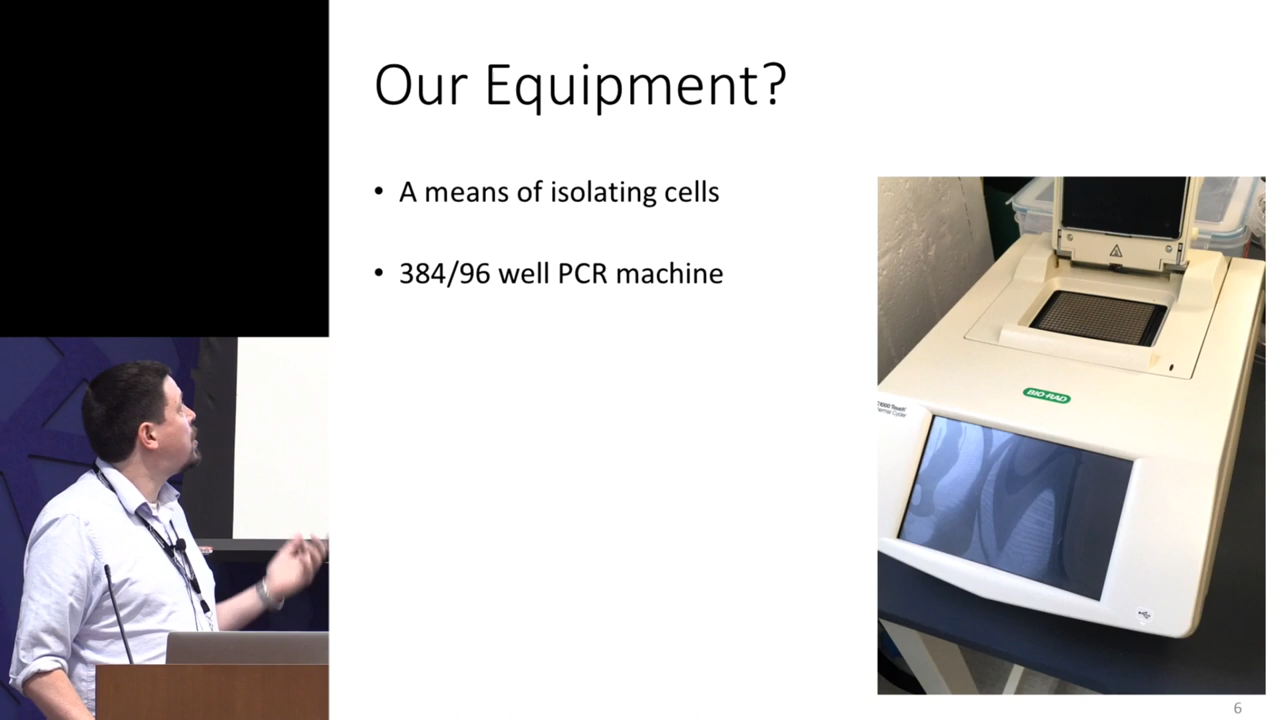 Our Equipment?
• A means of isolating cells
• 384/96 well PCR machine
BIO-RAD
6